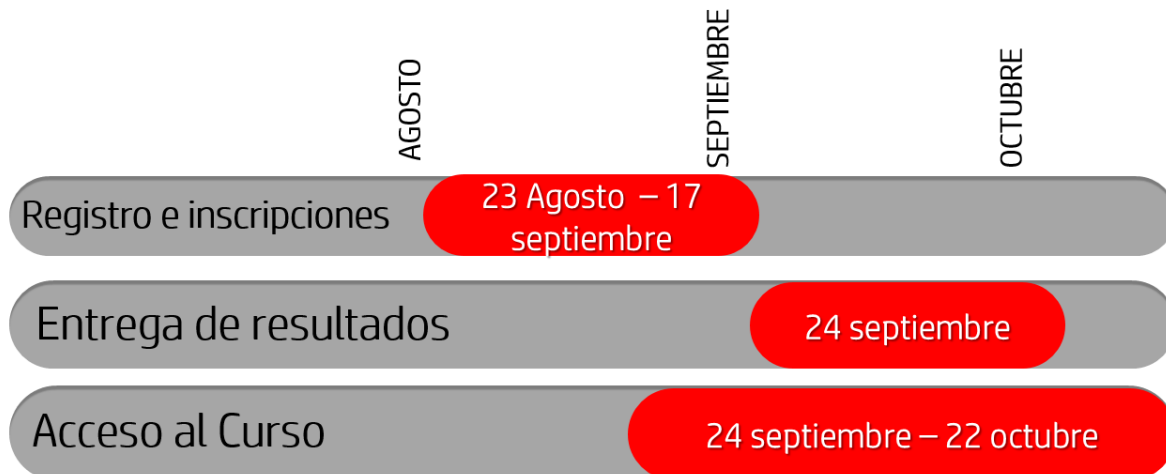 AGOSTO
SEPTIEMBRE
OCTUBRE
Registro e inscripciones
23 Agosto – 17
septiembre
Entrega de resultados
24 septiembre
Acceso al Curso
24 septiembre – 22 octubre